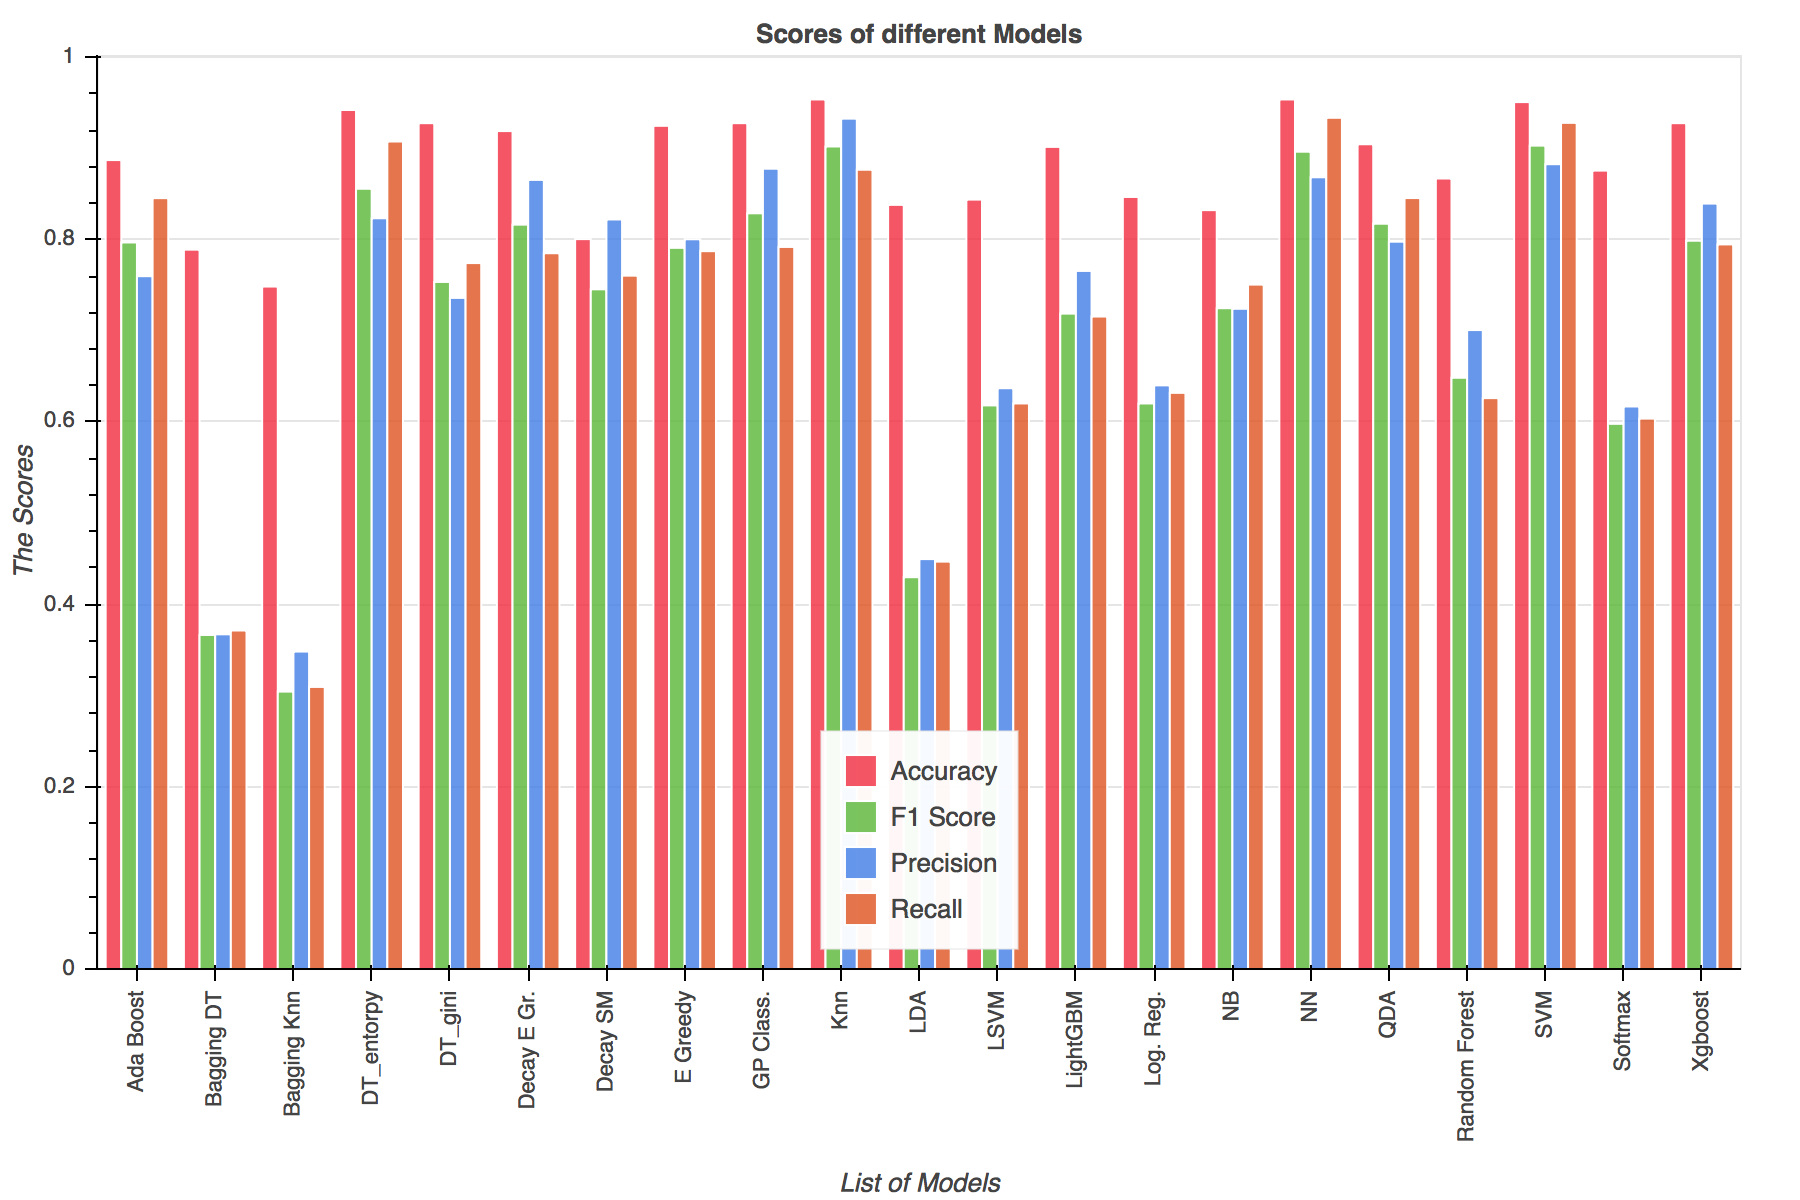 Scores of different Models
The Scores
1
0.8
0.6
0.4
0.2
0
Accuracy
F1 Score
Precision
Recall
Ada Boost
Bagging DT
Bagging Knn
DT_entorpy
DT_gini
Decay E Gr.
Decay SM
E Greedy
GP Class.
Knn
LDA
LSVM
LightGBM
Log. Reg.
NB
NN
QDA
Random Forest
SVM
Softmax
Xgboost
List of Models